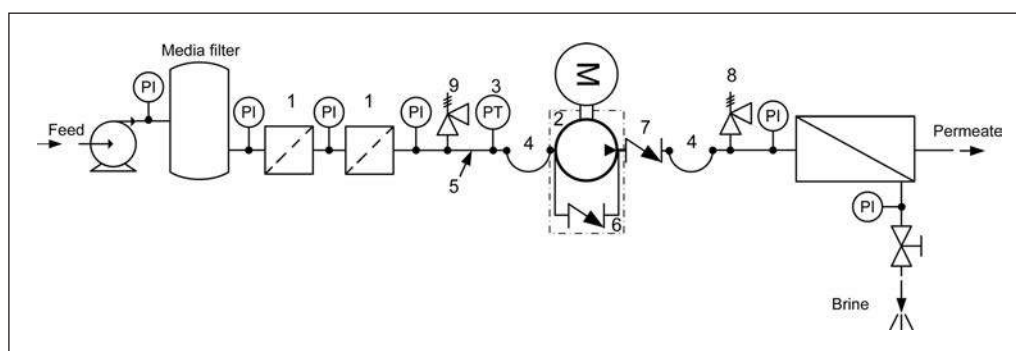 Media filter
Feed
PI
PI
1
PI
1
PI
9
3
PT
5
4
M
2
6
7
4
8
PI
Permeate
PI
Brine